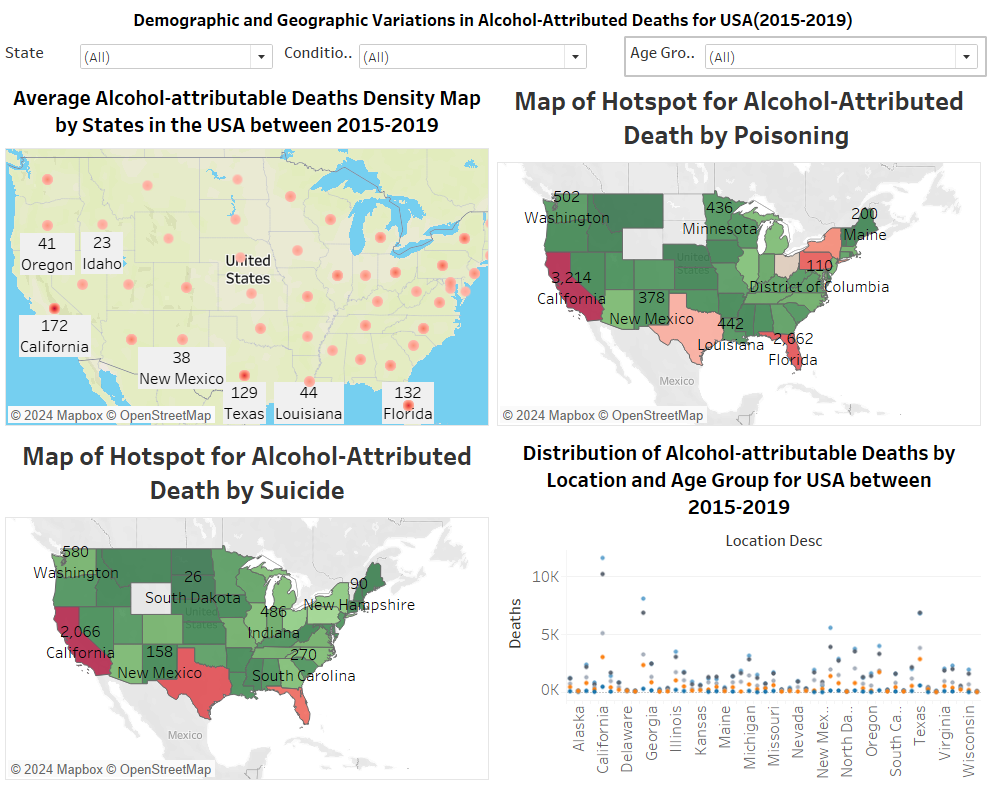 Demographic and Geographic Variations in Alcohol-Attributed Deaths for USA(2015-2019)
State
(All)
Conditio..
(All)
Age Gro..
(All)
Average Alcohol-attributable Deaths Density Map
by States in the USA between 2015-2019
41
Oregon
23
Idaho
United
States
172
California
38
New Mexico
129
Texas
44
Louisiana
132
Florida
© 2024 Mapbox © OpenStreetMap
Map of Hotspot for Alcohol-Attributed
Death by Poisoning
502
Washington
436
Minnesota
200
Maine
United
States
110
District of Columbia
3,214
California
378
New Mexico
442
Louisiana
2,662
Florida
Mexico
© 2024 Mapbox © OpenStreetMap
Map of Hotspot for Alcohol-Attributed
Death by Suicide
580
Washington
26
South Dakota
90
New Hampshire
United
States
486
Indiana
2,066
California
158
New Mexico
270
South Carolina
Mexico
© 2024 Mapbox © OpenStreetMap
Distribution of Alcohol-attributable Deaths by
Location and Age Group for USA between
2015-2019
Location Desc
Deaths
10K
5K
0K
Alaska
California
Delaware
Georgia
Illinois
Kansas
Maine
Michigan
Missouri
Nevada
New Mex..
North Da..
Oregon
South Ca..
Texas
Virginia
Wisconsin